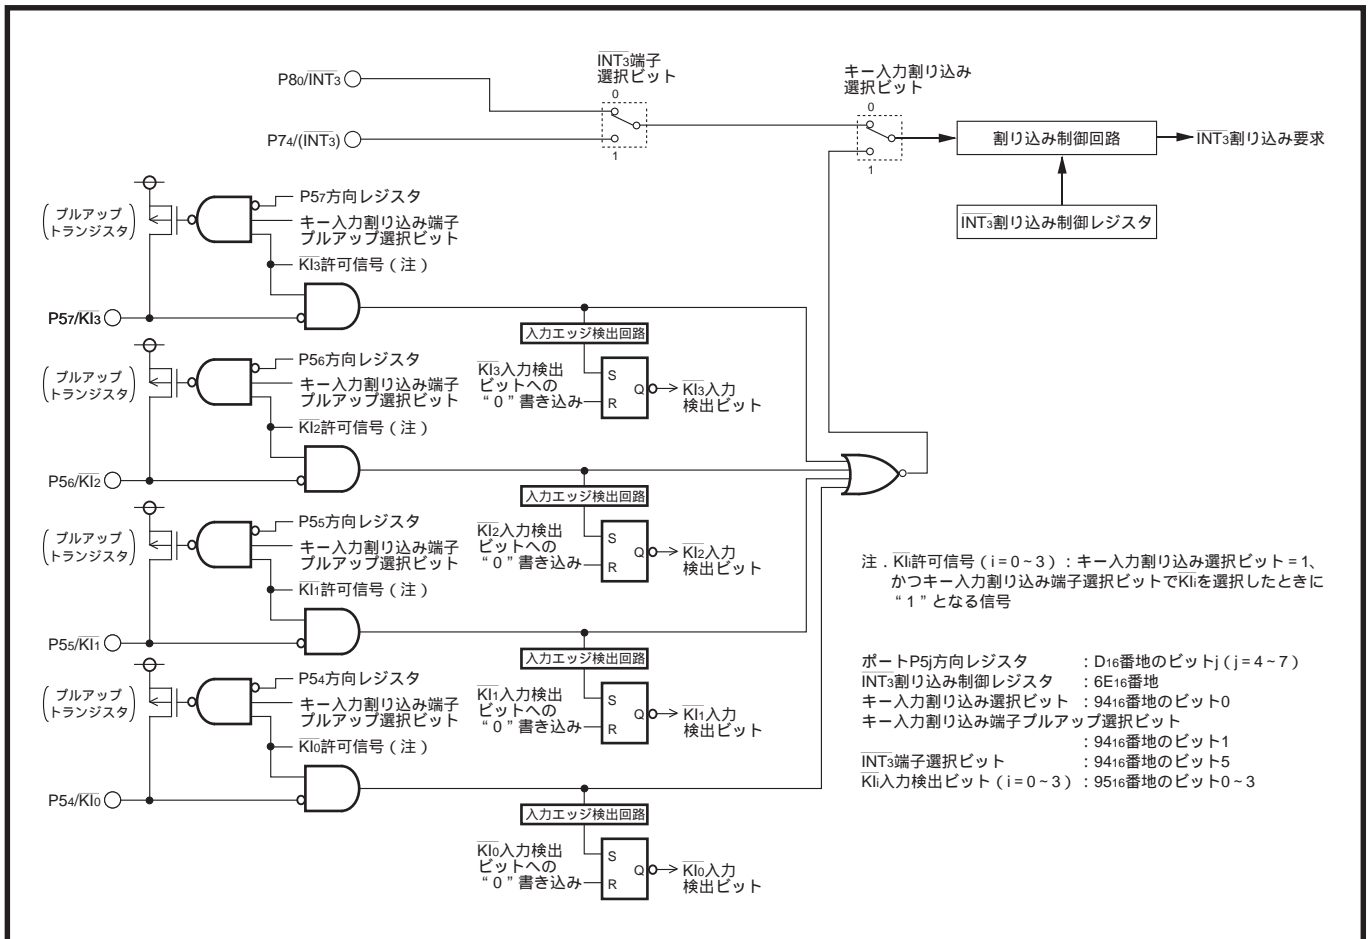 P80/INT3
INT3端子
選択ビット
0
1
P74/(INT3)
キー入力割り込み
選択ビット
0
1
割り込み制御回路
INT3割り込み要求
INT3割り込み制御レジスタ
(プルアップ
トランジスタ)
P57方向レジスタ
キー入力割り込み端子
プルアップ選択ビット
KI3許可信号(注)
P57/KI3
入力エッジ検出回路
KI3入力検出
ビットへの
“0”書き込み
S
R
Q
KI3入力
検出ビット
(プルアップ
トランジスタ)
P56方向レジスタ
キー入力割り込み端子
プルアップ選択ビット
KI2許可信号(注)
P56/KI2
入力エッジ検出回路
KI2入力検出
ビットへの
“0”書き込み
S
R
Q
KI2入力
検出ビット
(プルアップ
トランジスタ)
P55方向レジスタ
キー入力割り込み端子
プルアップ選択ビット
KI1許可信号(注)
P55/KI1
入力エッジ検出回路
KI1入力検出
ビットへの
“0”書き込み
S
R
Q
KI1入力
検出ビット
(プルアップ
トランジスタ)
P54方向レジスタ
キー入力割り込み端子
プルアップ選択ビット
KI0許可信号(注)
P54/KI0
入力エッジ検出回路
KI0入力検出
ビットへの
“0”書き込み
S
R
Q
KI0入力
検出ビット
注.KIi許可信号(i=0~3):キー入力割り込み選択ビット=1、
かつキー入力割り込み端子選択ビットでKIiを選択したときに
“1”となる信号
ポートP5j方向レジスタ :D16番地のビットj(j=4~7)
INT3割り込み制御レジスタ :6E16番地
キー入力割り込み選択ビット :9416番地のビット0
キー入力割り込み端子プルアップ選択ビット
:9416番地のビット1
INT3端子選択ビット :9416番地のビット5
KIi入力検出ビット(i=0~3) :9516番地のビット0~3